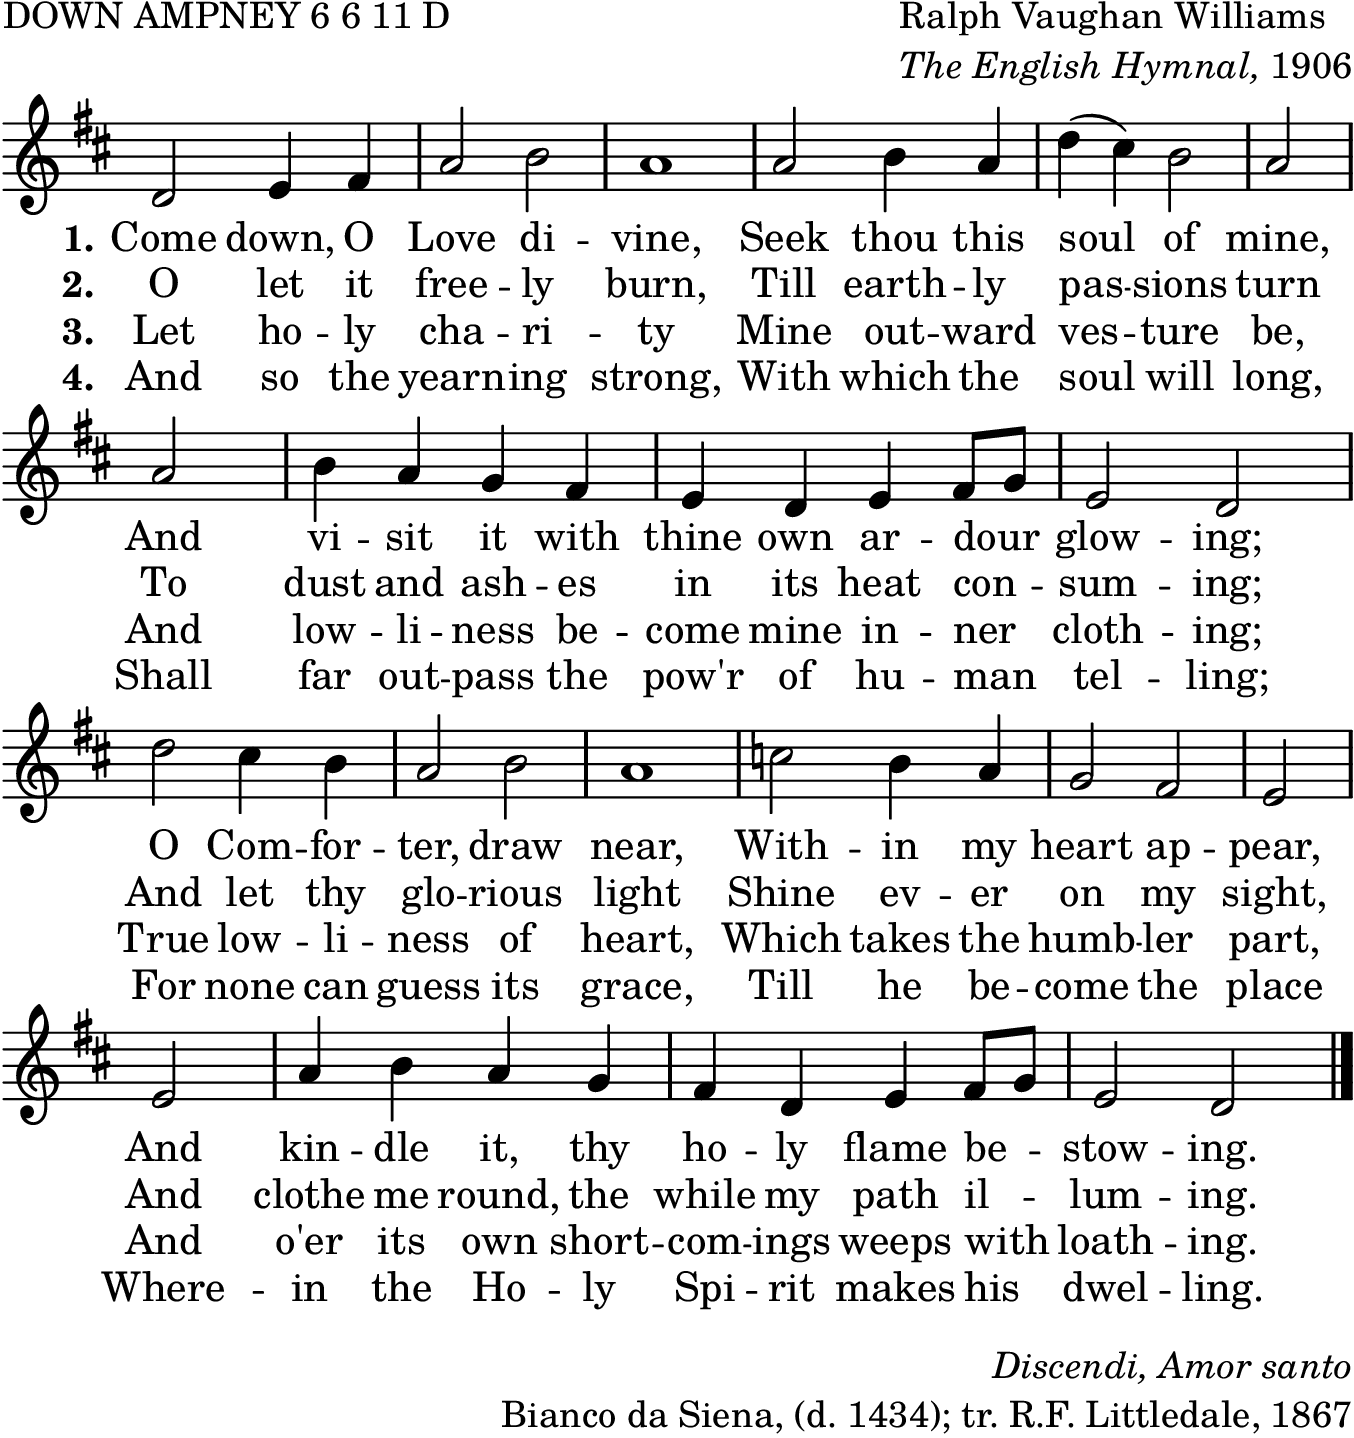 DOWN AMPNEY 6 6 11 D
Ralph Vaughan Williams
The English Hymnal, 1906
1. Come down, O Love di -- vine, Seek thou this soul of mine,
2. O let it free -- ly burn, Till earth -- ly pas -- sions turn
3. Let ho -- ly cha -- ri -- ty Mine out -- ward ves -- ture be,
4. And so the yearning strong, With which the soul will long,
And vi -- sit it with thine own ar -- dour glow -- ing;
To dust and ash -- es in its heat con -- sum -- ing;
And low -- li -- ness be -- come mine in -- ner cloth -- ing;
Shall far out -- pass the pow'r of hu -- man tel -- ling;
O Com -- for -- ter, draw near, With -- in my heart ap -- pear,
And let thy glo -- rious light Shine ev -- er on my sight,
True low -- li -- ness of heart, Which takes the humb -- ler part,
For none can guess its grace, Till he be -- come the place
And kin -- dle it, thy ho -- ly flame be -- stow -- ing.
And clothe me round, the while my path il -- lum -- ing.
And o'er its own short -- com -- ings weeps with loath -- ing.
Where -- in the Ho -- ly Spi -- rit makes his dwel -- ling.
Discendi, Amor santo
Bianco da Siena, (d. 1434); tr. R.F. Littledale, 1867